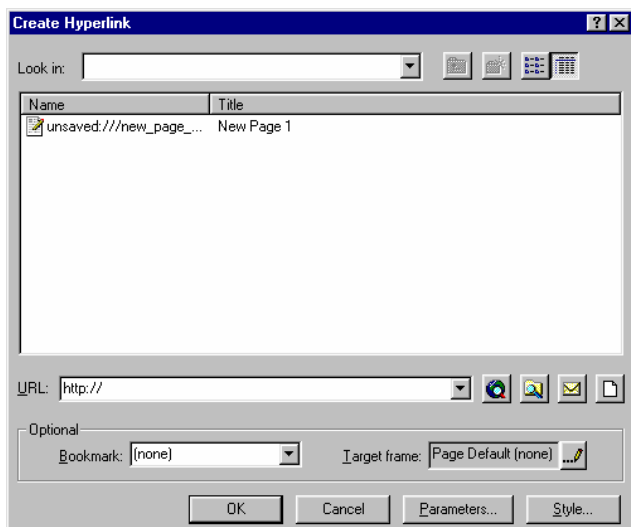 Create Hyperlink
Look in:
Name Title
unsaved:///new_page_... New Page 1
URL: http://
Optional
Bookmark: (none) Target frame: Page Default (none) ...
OK Cancel Parameters... Style...